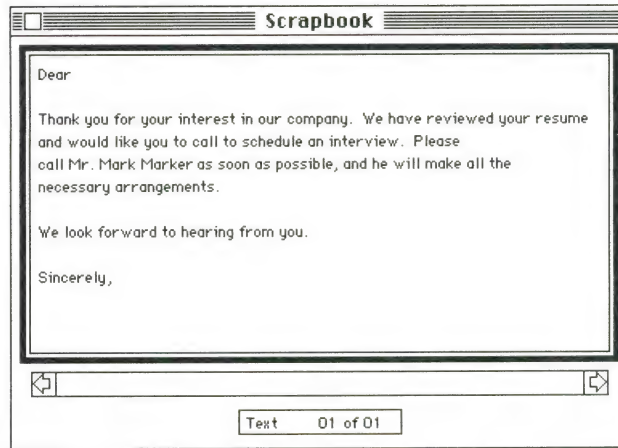 Scrapbook
Dear
Thank you for your interest in our company. We have reviewed your resume
and would like you to call to schedule an interview. Please
call Mr. Mark Marker as soon as possible, and he will make all the
necessary arrangements.
We look forward to hearing from you.
Sincerely,
Text 01 of 01